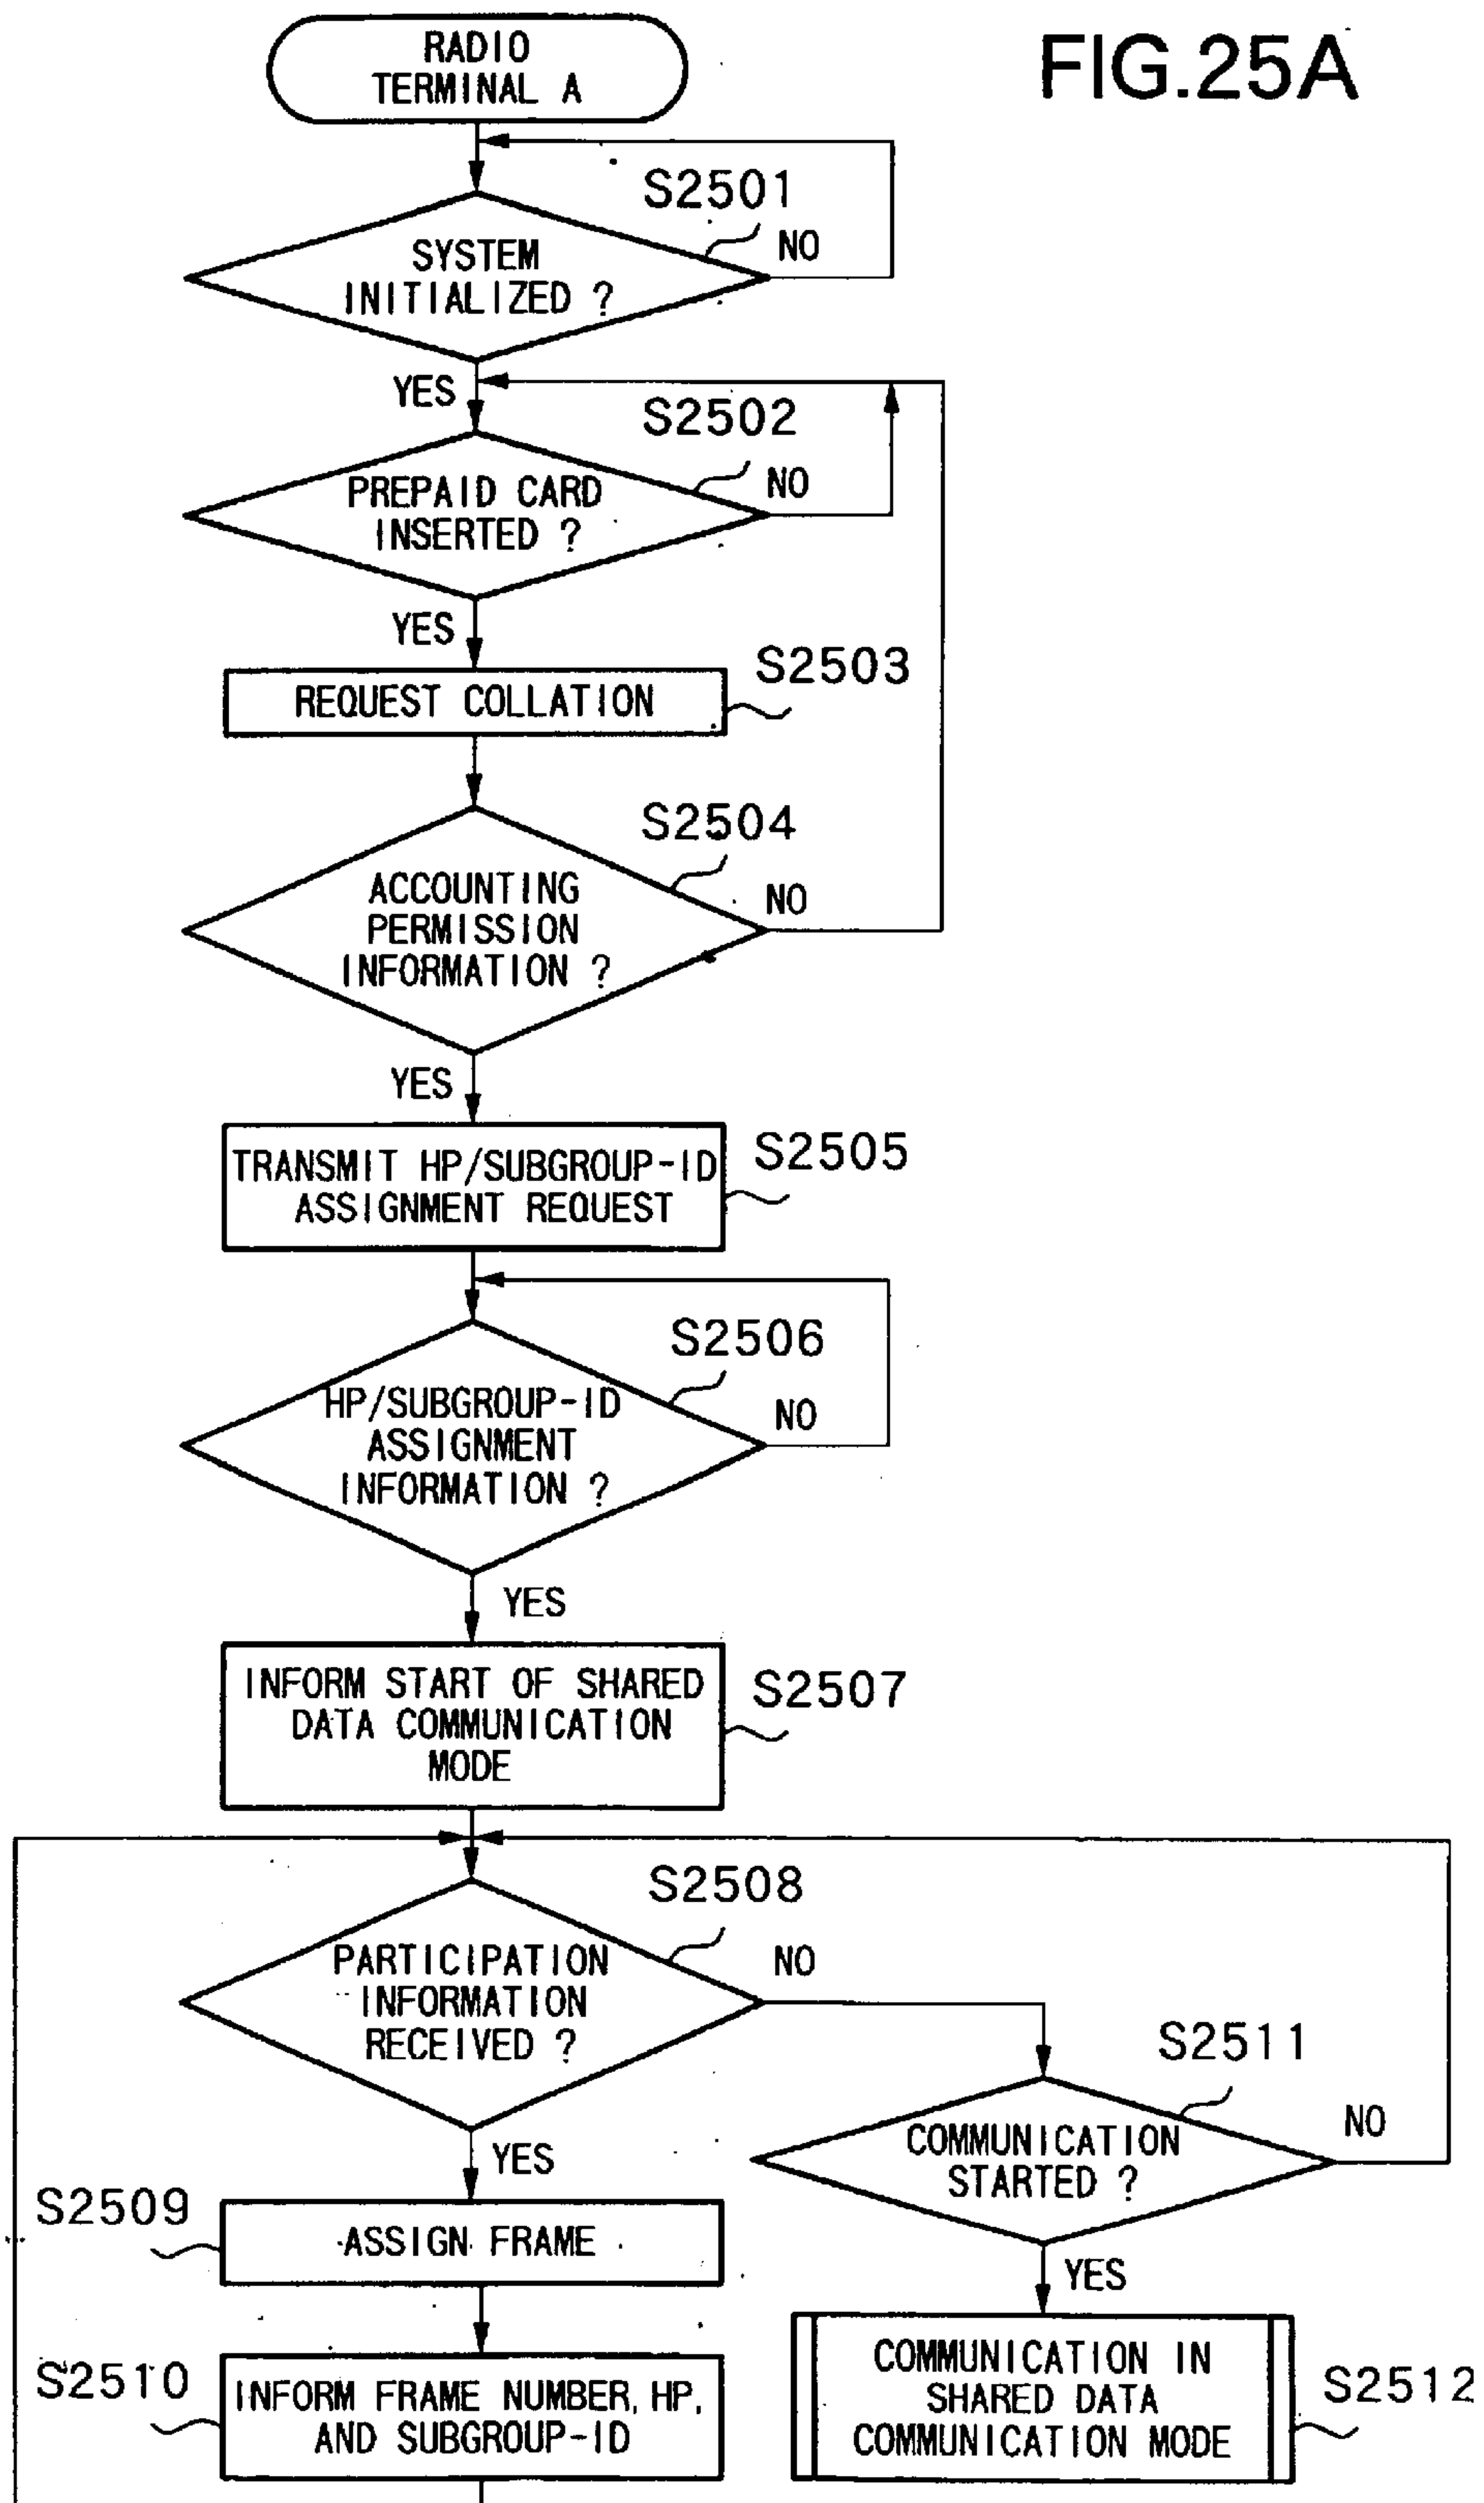 RADIO
TERMINAL A
FIG.25A
S2501
SYSTEM
INITIALIZED ?
NO
YES
S2502
PREPAID CARD
INSERTED ?
NO
YES
REQUEST COLLATION
S2503
S2504
ACCOUNTING
PERMISSION
INFORMATION ?
NO
YES
TRANSMIT HP/SUBGROUP-ID
ASSIGNMENT REQUEST
S2505
S2506
HP/SUBGROUP-ID
ASSIGNMENT
INFORMATION ?
NO
YES
INFORM START OF SHARED
DATA COMMUNICATION
MODE
S2507
S2508
PARTICIPATION
INFORMATION
RECEIVED ?
NO
S2511
COMMUNICATION
STARTED ?
NO
YES
S2509
ASSIGN FRAME
YES
S2510
INFORM FRAME NUMBER, HP,
AND SUBGROUP-ID
COMMUNICATION IN
SHARED DATA
COMMUNICATION MODE
S2512